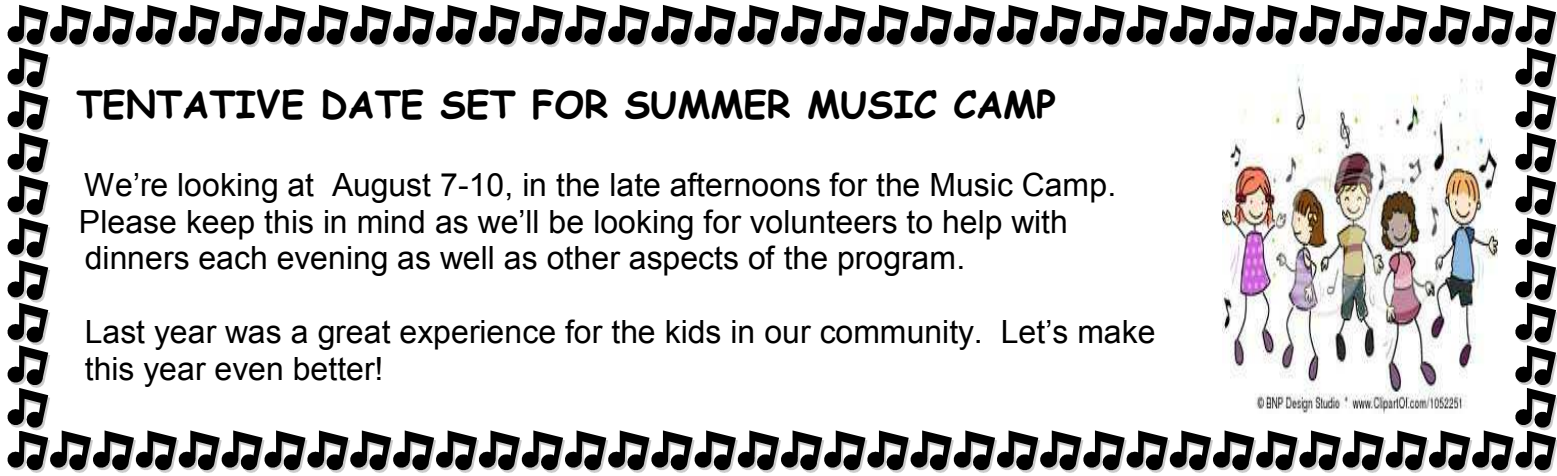 TENTATIVE DATE SET FOR SUMMER MUSIC CAMP
We’re looking at  August 7-10, in the late afternoons for the Music Camp.
Please keep this in mind as we’ll be looking for volunteers to help with
dinners each evening as well as other aspects of the program.
Last year was a great experience for the kids in our community.  Let’s make
this year even better!
© BNP Design Studio * www.ClipartOf.com/1052251